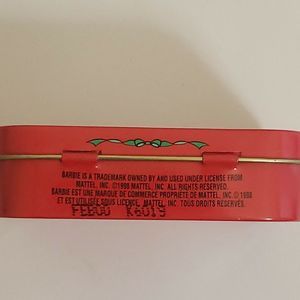 BARBIE IS A TRADEMARK OWNED BY AND USED UNDER LICENSE FROM
MATTEL, INC. ©1998 MATTEL, INC. ALL RIGHTS RESERVED.
BARBIE EST UNE MARQUE DE COMMERCE PROPRIÉTÉ DE MATTEL, INC. ©1998
ET EST UTILISÉE SOUS LICENCE. MATTEL, INC. TOUS DROITS RÉSERVÉS.
FEB00 K6019